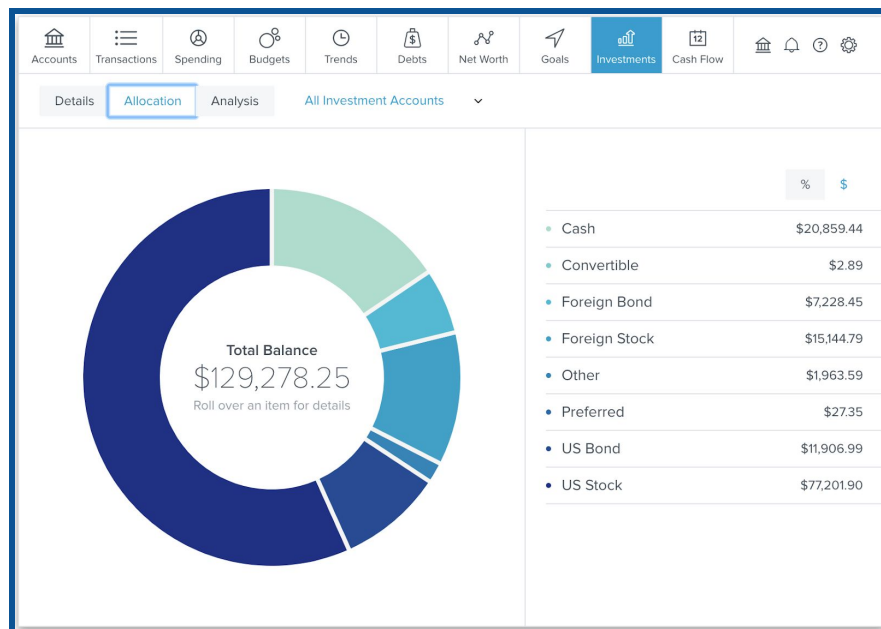 Accounts Transactions Spending Budgets Trends Debts Net Worth Goals Investments 12 Cash Flow
Details Allocation Analysis All Investment Accounts
% $
Cash $20,859.44
Convertible $2.89
Foreign Bond $7,228.45
Foreign Stock $15,144.79
Other $1,963.59
Preferred $27.35
US Bond $11,906.99
US Stock $77,201.90
Total Balance
$129,278.25
Roll over an item for details